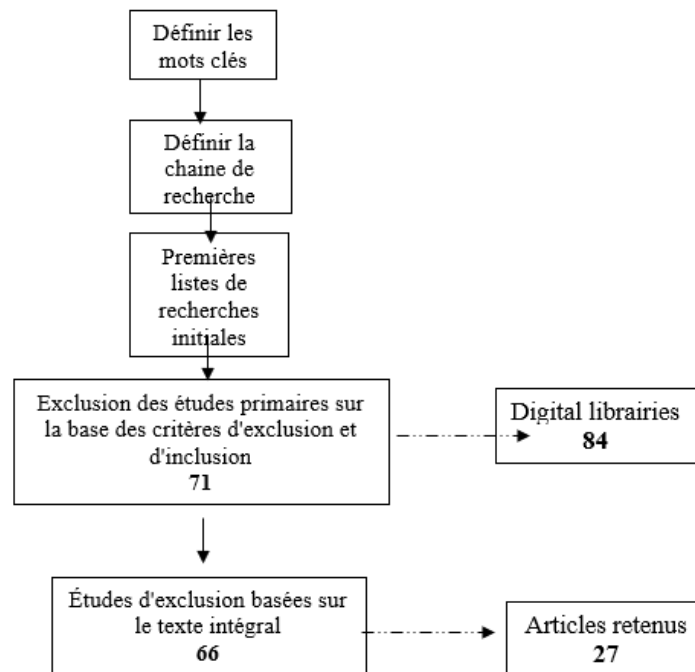 Définir les
mots clés
Définir la
chaine de
recherche
Premières
listes de
recherches
initiales
Exclusion des études primaires sur
la base des critères d'exclusion et
d'inclusion
71
Digital librairies
84
Études d'exclusion basées sur
le texte intégral
66
Articles retenus
27